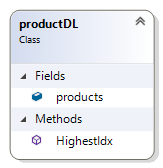 productDL
Class
Fields
products
Methods
HighestIdx